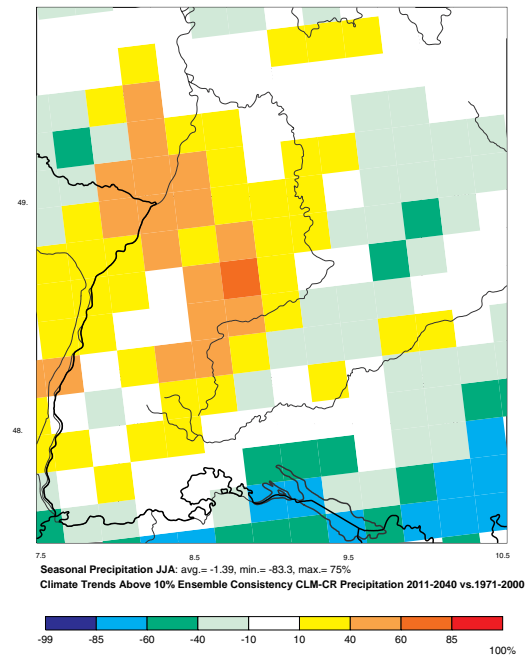 49.
48.
7.5 8.5 9.5 10.5
Seasonal Precipitation JJA: avg.= -1.39, min.= -83.3, max.= 75%
Climate Trends Above 10% Ensemble Consistency CLM-CR Precipitation 2011-2040 vs.1971-2000
-99 -85 -60 -40 -10 10 40 60 85
100%